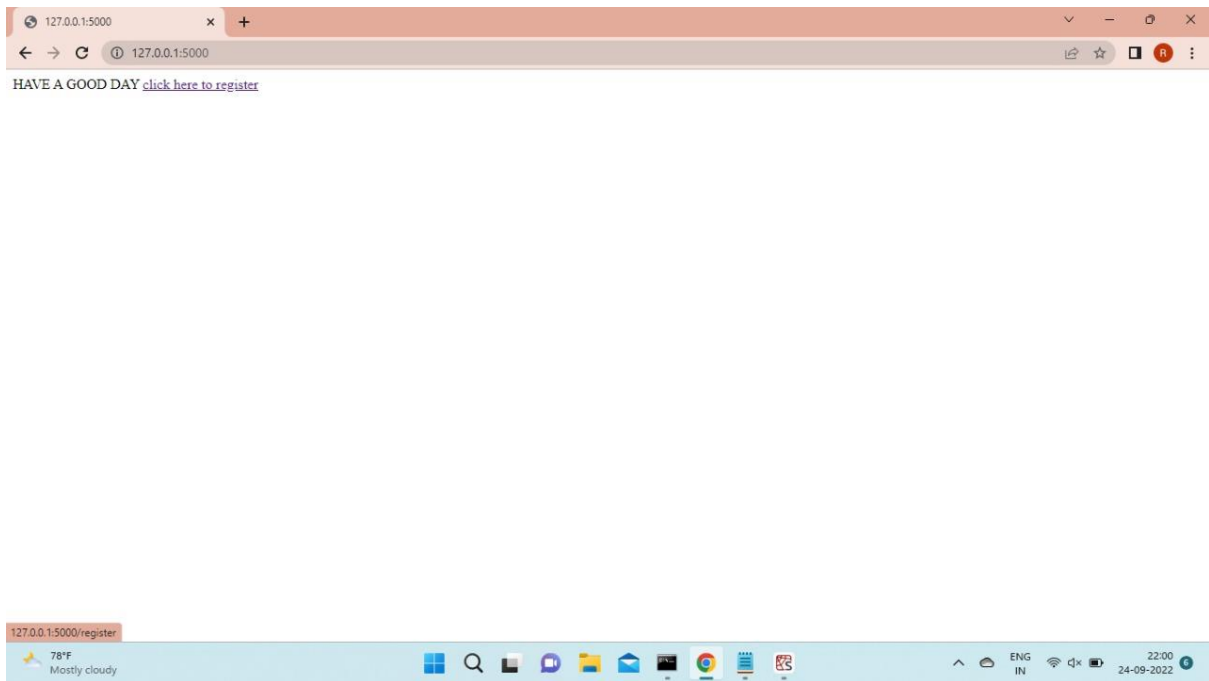 127.0.0.1:5000
127.0.0.1:5000
R
HAVE A GOOD DAY click here to register
127.0.0.1:5000/register
78°F
Mostly cloudy
ENG
IN
22:00
24-09-2022
6